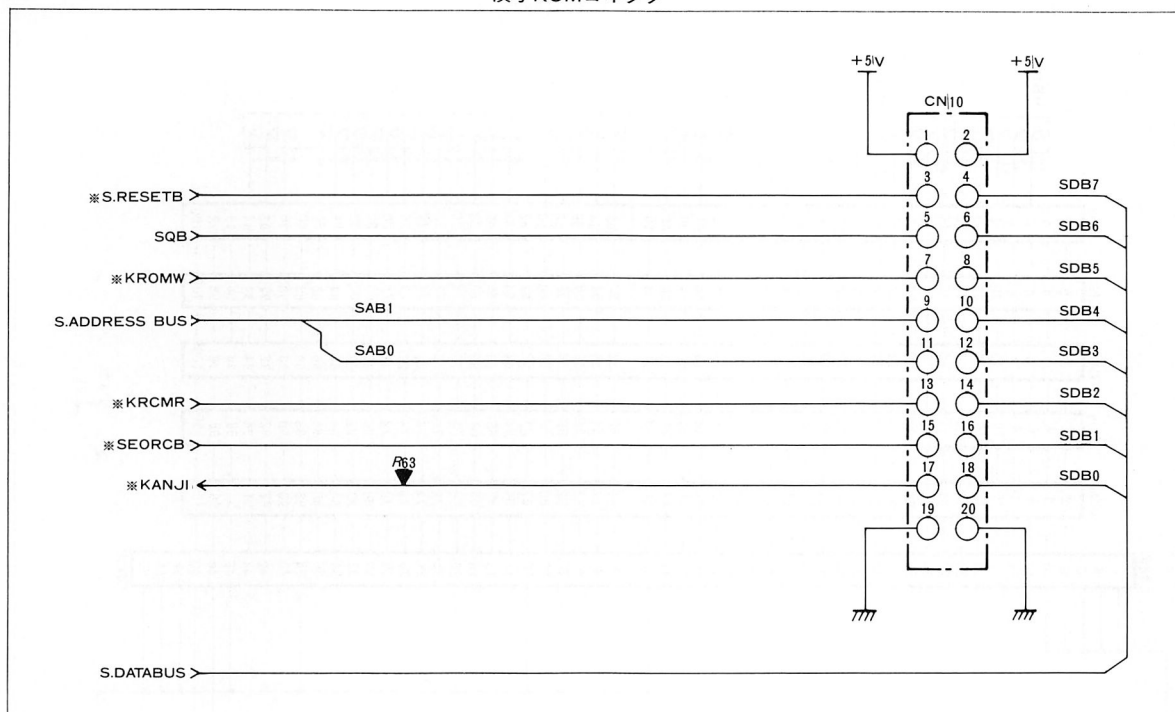 +5V +5V
CN10
1 2
※S.RESETB 3 4 SDB7
SQB 5 6 SDB6
※KROMW 7 8 SDB5
S.ADDRESS BUS SAB1 9 10 SDB4
SAB0 11 12 SDB3
※KRCMR 13 14 SDB2
※SEORCB 15 16 SDB1
R63
※KANJI 17 18 SDB0
19 20
S.DATABUS